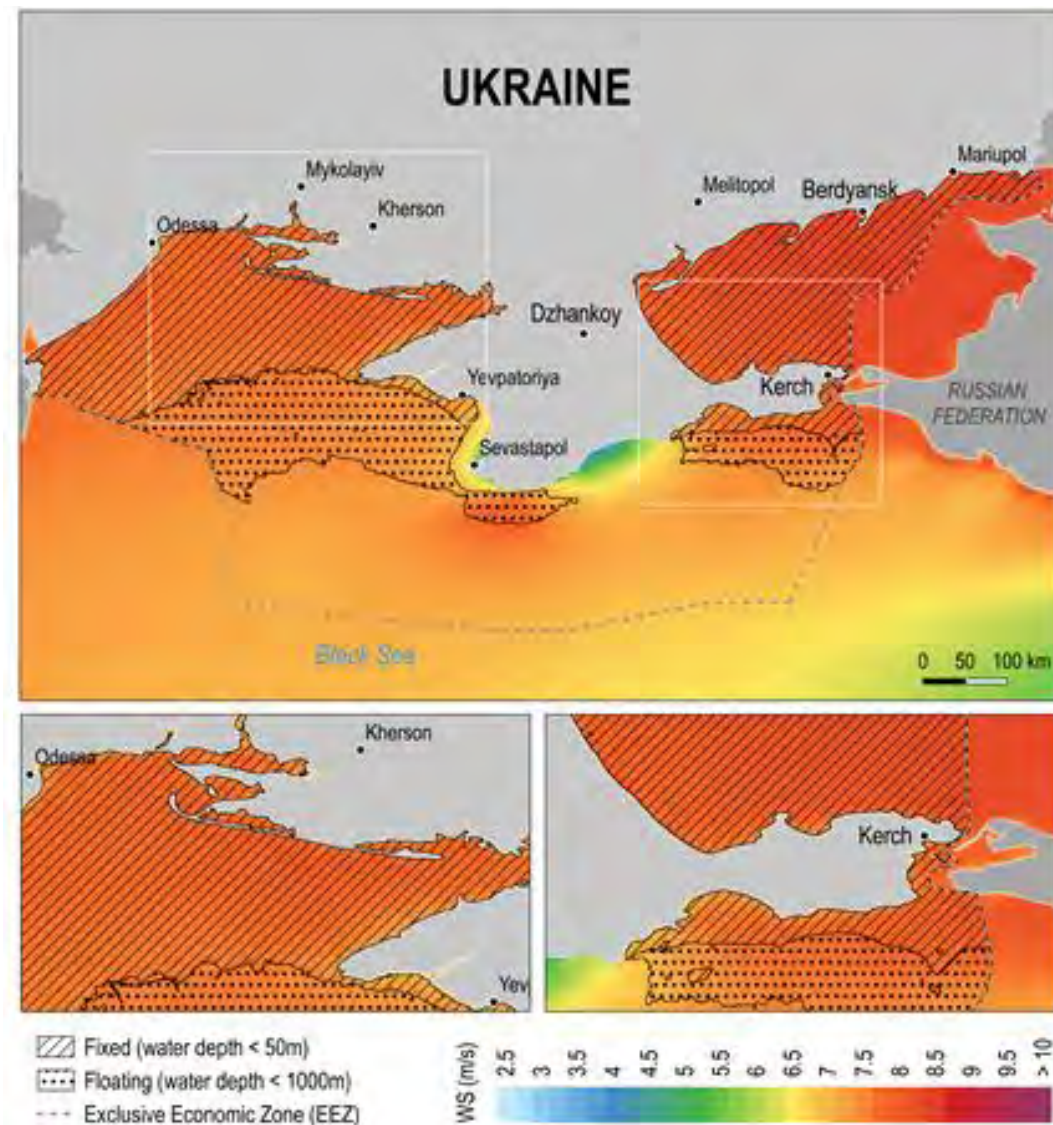 UKRAINE
Mykolayiv
Kherson
Odessa
Mariupol
Melitopol
Berdyansk
Dzhankoy
Yevpatoriya
Sevastapol
Kerch
RUSSIAN
FEDERATION
Black Sea
0 50 100 km
Odessa
Kherson
Yev
Kerch
Fixed (water depth < 50m)
Floating (water depth < 1000m)
Exclusive Economic Zone (EEZ)
WS (m/s)
2.5 3 3.5 4 4.5 5 5.5 6 6.5 7 7.5 8 8.5 9 9.5 > 10